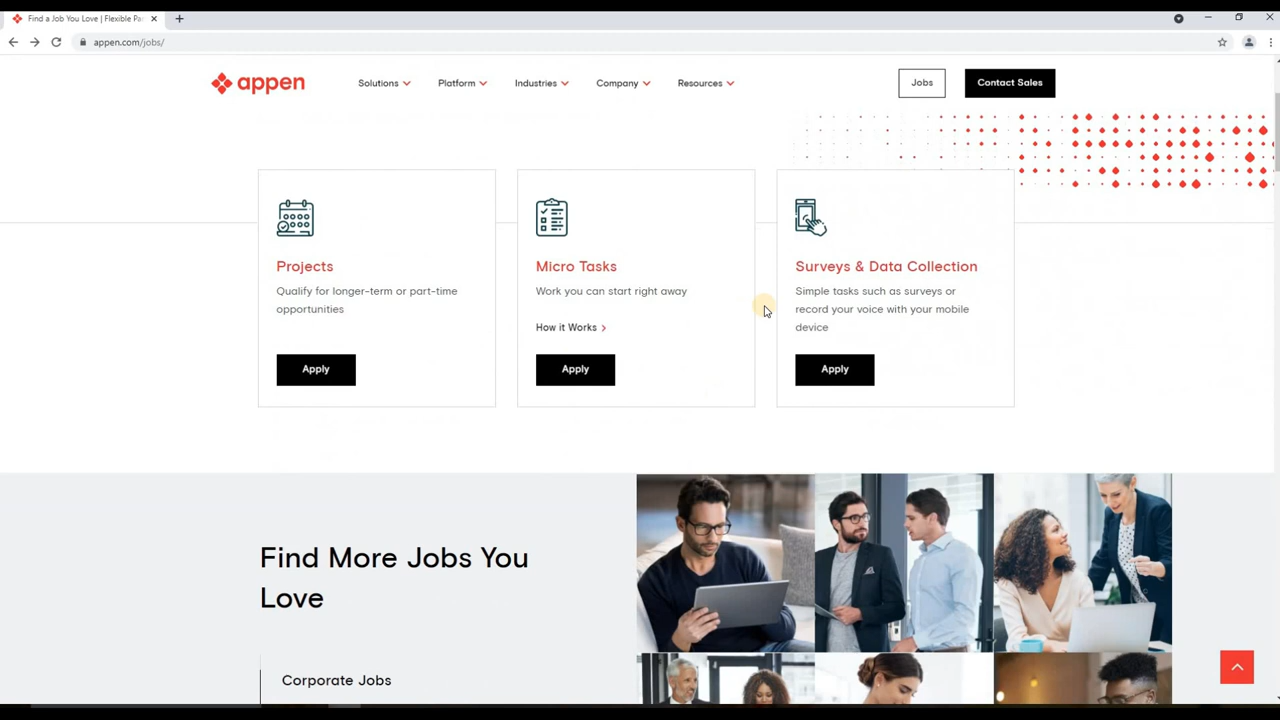 Find a Job You Love | Flexible Pa
appen.com/jobs/
appen
Solutions
Platform
Industries
Company
Resources
Jobs
Contact Sales
Projects
Qualify for longer-term or part-time
opportunities
Apply
Micro Tasks
Work you can start right away
How it Works
Apply
Surveys & Data Collection
Simple tasks such as surveys or
record your voice with your mobile
device
Apply
Find More Jobs You
Love
Corporate Jobs